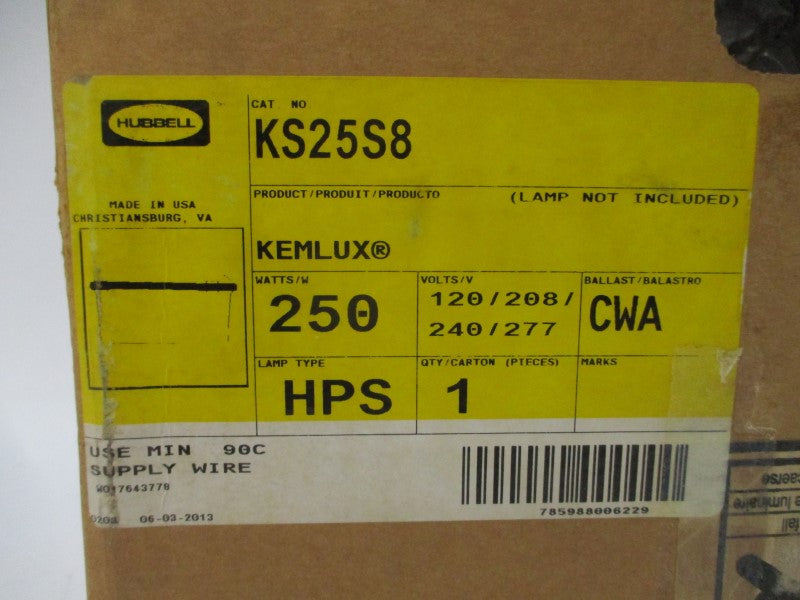 HUBBELL
MADE IN USA
CHRISTIANSBURG, VA
CAT NO
KS25S8
PRODUCT/PRODUIT/PRODUCTO (LAMP NOT INCLUDED)
KEMLUX®
WATTS/W
250
VOLTS/V
120/208/
240/277
BALLAST/BALASTRO
CWA
LAMP TYPE
HPS
QTY/CARTON (PIECES)
1
MARKS
USE MIN 90C
SUPPLY WIRE
WO17643778
06-03-2013
785988006229
luminaire